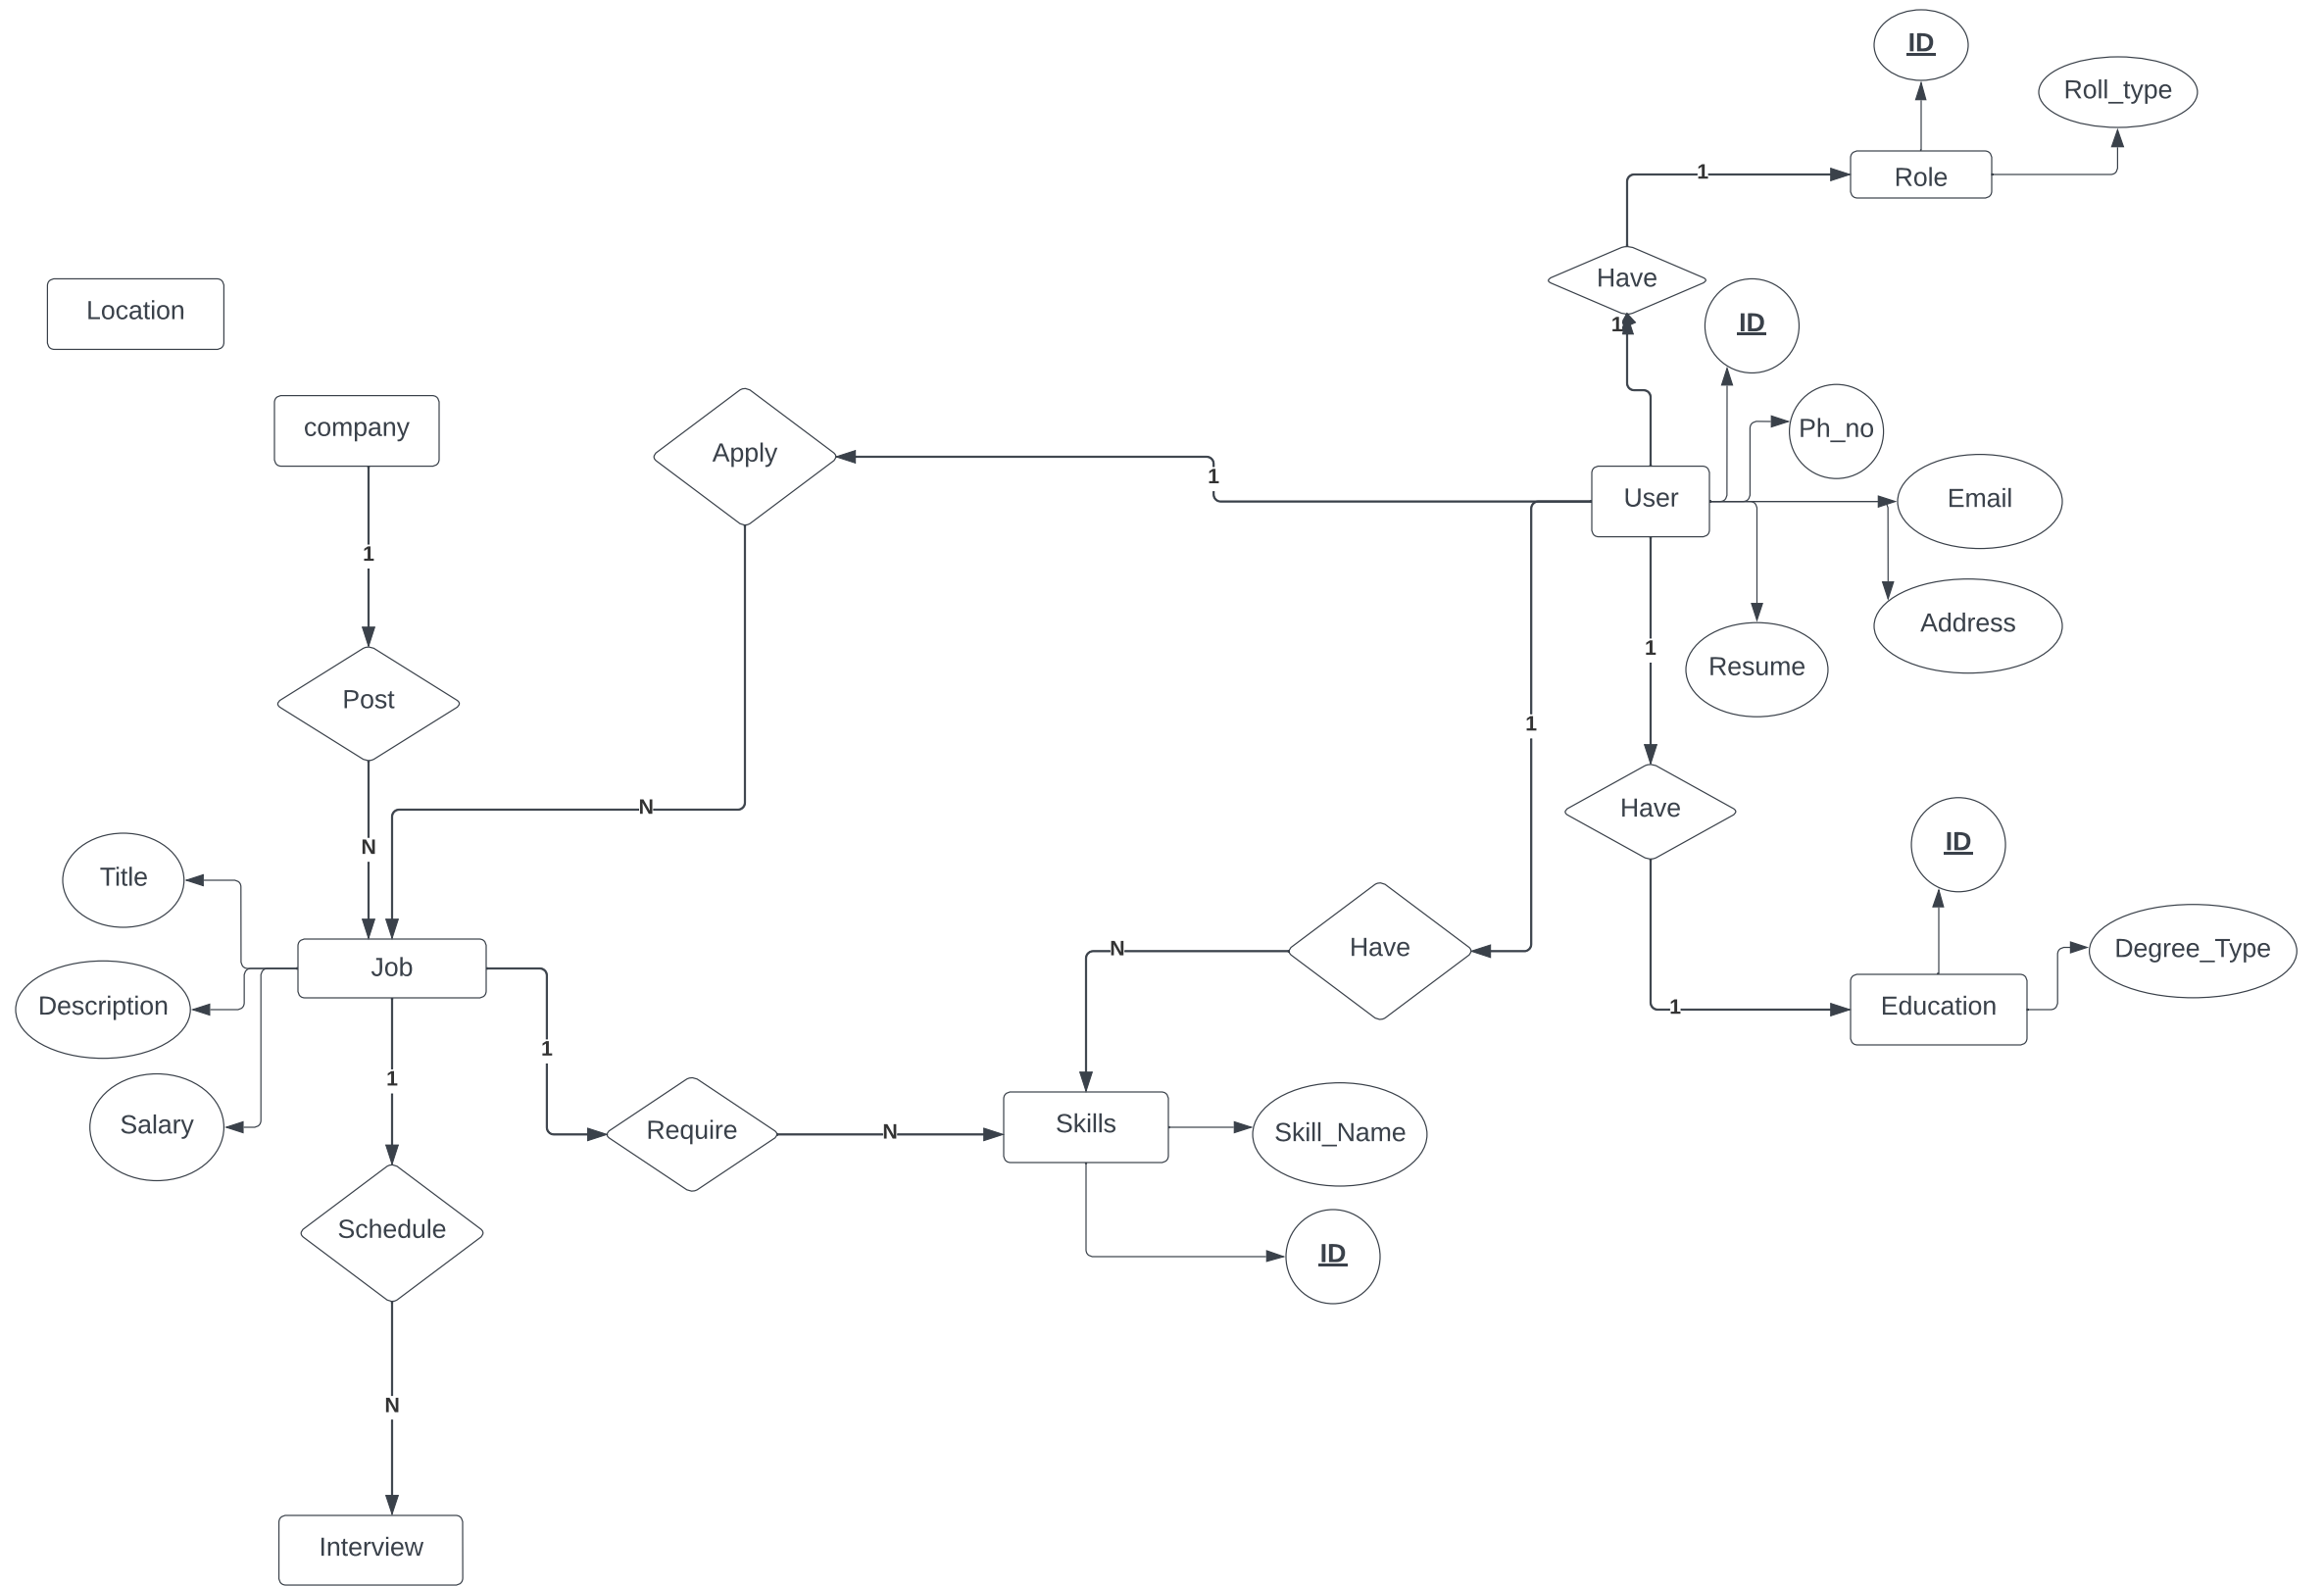 ID
Roll_type
1
Role
Have
Location
1
ID
company
Apply
Ph_no
1
User
Email
1
Address
1
Resume
Post
1
N
Have
N
ID
Title
Have
Degree_Type
N
Job
Description
1
Education
1
1
Salary
Require
N
Skills
Skill_Name
Schedule
ID
N
Interview